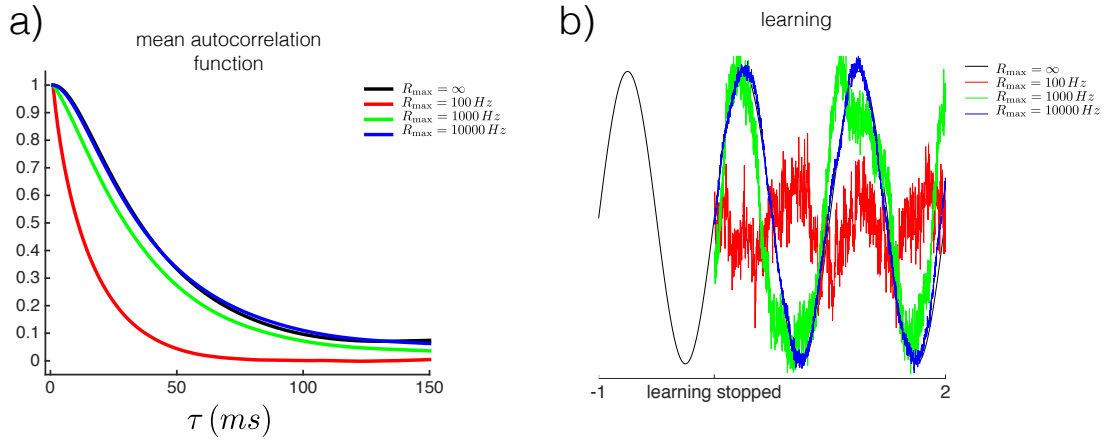 a)
mean autocorrelation
function
1
0.9
0.8
0.7
0.6
0.5
0.4
0.3
0.2
0.1
0
0
50
100
150
τ (ms)
R_max = ∞
R_max = 100 Hz
R_max = 1000 Hz
R_max = 10000 Hz
b)
learning
R_max = ∞
R_max = 100 Hz
R_max = 1000 Hz
R_max = 10000 Hz
-1
learning stopped
2